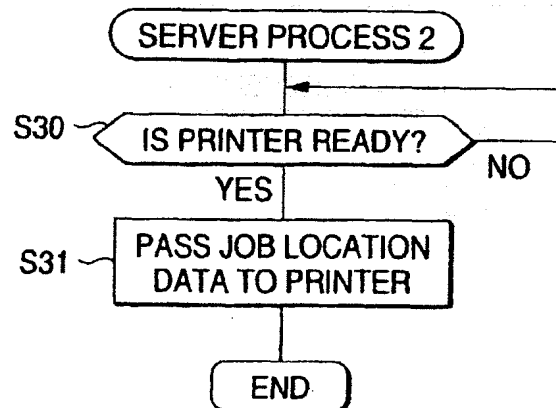 SERVER PROCESS 2
S30
IS PRINTER READY?
NO
YES
S31
PASS JOB LOCATION
DATA TO PRINTER
END